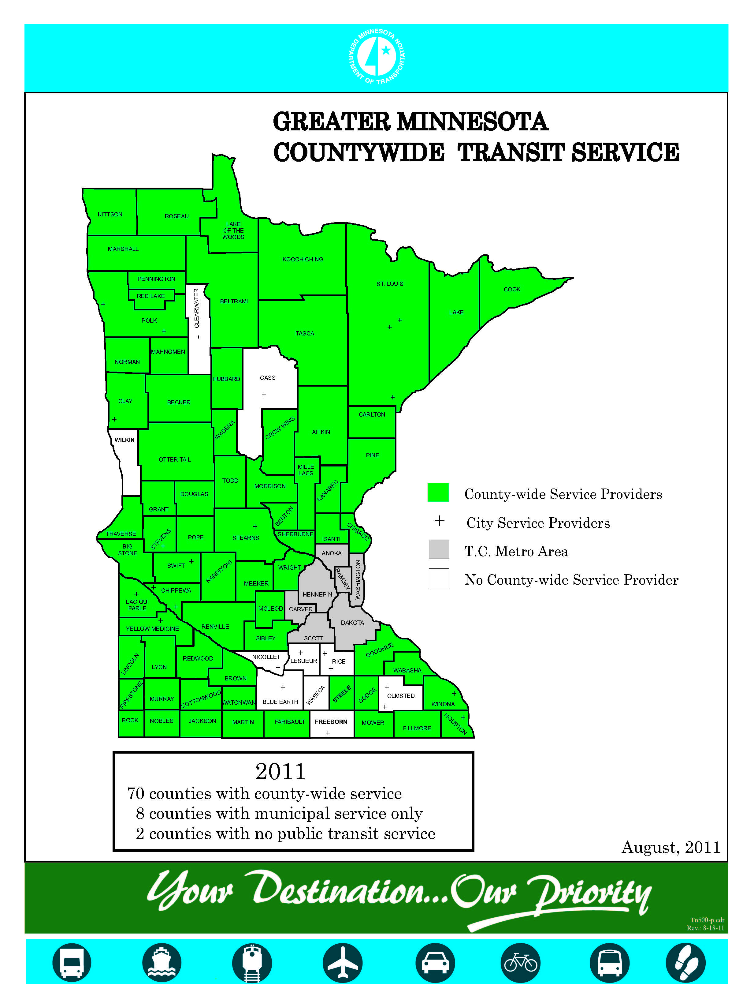 MINNESOTA
DEPARTMENT OF TRANSPORTATION
GREATER MINNESOTA
COUNTYWIDE TRANSIT SERVICE
KITTSON
ROSEAU
LAKE
OF THE
WOODS
MARSHALL
KOOCHICHING
PENNINGTON
ST. LOUIS
COOK
RED LAKE
CLEARWATER
BELTRAMI
LAKE
POLK
ITASCA
MAHNOMEN
NORMAN
HUBBARD
CASS
CLAY
BECKER
CARLTON
WADENA
CROW WING
AITKIN
WILKIN
PINE
OTTER TAIL
MILLE
LACS
TODD
MORRISON
KANABEC
DOUGLAS
GRANT
BENTON
TRAVERSE
STEVENS
POPE
STEARNS
SHERBURNE
ISANTI
CHISAGO
BIG
STONE
ANOKA
SWIFT
KANDIYOHI
WRIGHT
RAMSEY
WASHINGTON
MEEKER
CHIPPEWA
HENNEPIN
LAC QUI
PARLE
MCLEOD
CARVER
DAKOTA
YELLOW MEDICINE
RENVILLE
SIBLEY
SCOTT
GOODHUE
LINCOLN
LYON
REDWOOD
NICOLLET
LESUEUR
RICE
WABASHA
BROWN
PIPESTONE
MURRAY
COTTONWOOD
WATONWAN
BLUE EARTH
WASECA
STEELE
DODGE
OLMSTED
WINONA
ROCK
NOBLES
JACKSON
MARTIN
FARIBAULT
FREEBORN
MOWER
FILLMORE
HOUSTON
County-wide Service Providers
+ City Service Providers
T.C. Metro Area
No County-wide Service Provider
2011
70 counties with county-wide service
8 counties with municipal service only
2 counties with no public transit service
August, 2011
Your Destination...Our Priority
Tn500-p.cdr
Rev.: 8-18-11